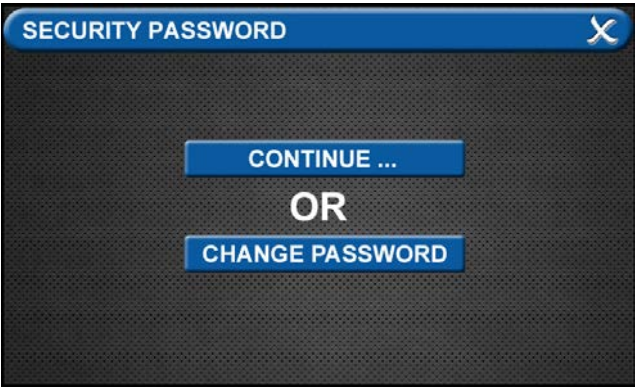 SECURITY PASSWORD
CONTINUE ...
OR
CHANGE PASSWORD